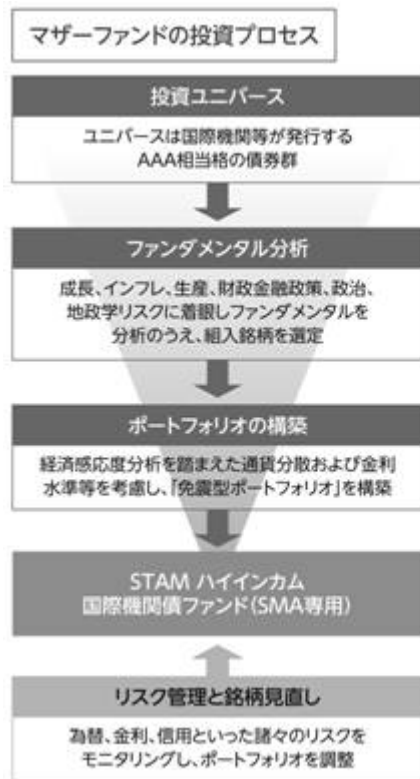 マザーファンドの投資プロセス
投資ユニバース
ユニバースは国際機関等が発行する
AAA相当格の債券群
ファンダメンタル分析
成長、インフレ、生産、財政金融政策、政治、
地政学リスクに着眼しファンダメンタルを
分析のうえ、組入銘柄を選定
ポートフォリオの構築
経済感応度分析を踏まえた通貨分散および金利
水準等を考慮し、「免震型ポートフォリオ」を構築
STAM ハイインカム
国際機関債ファンド(SMA専用)
リスク管理と銘柄見直し
為替、金利、信用といった諸々のリスクを
モニタリングし、ポートフォリオを調整